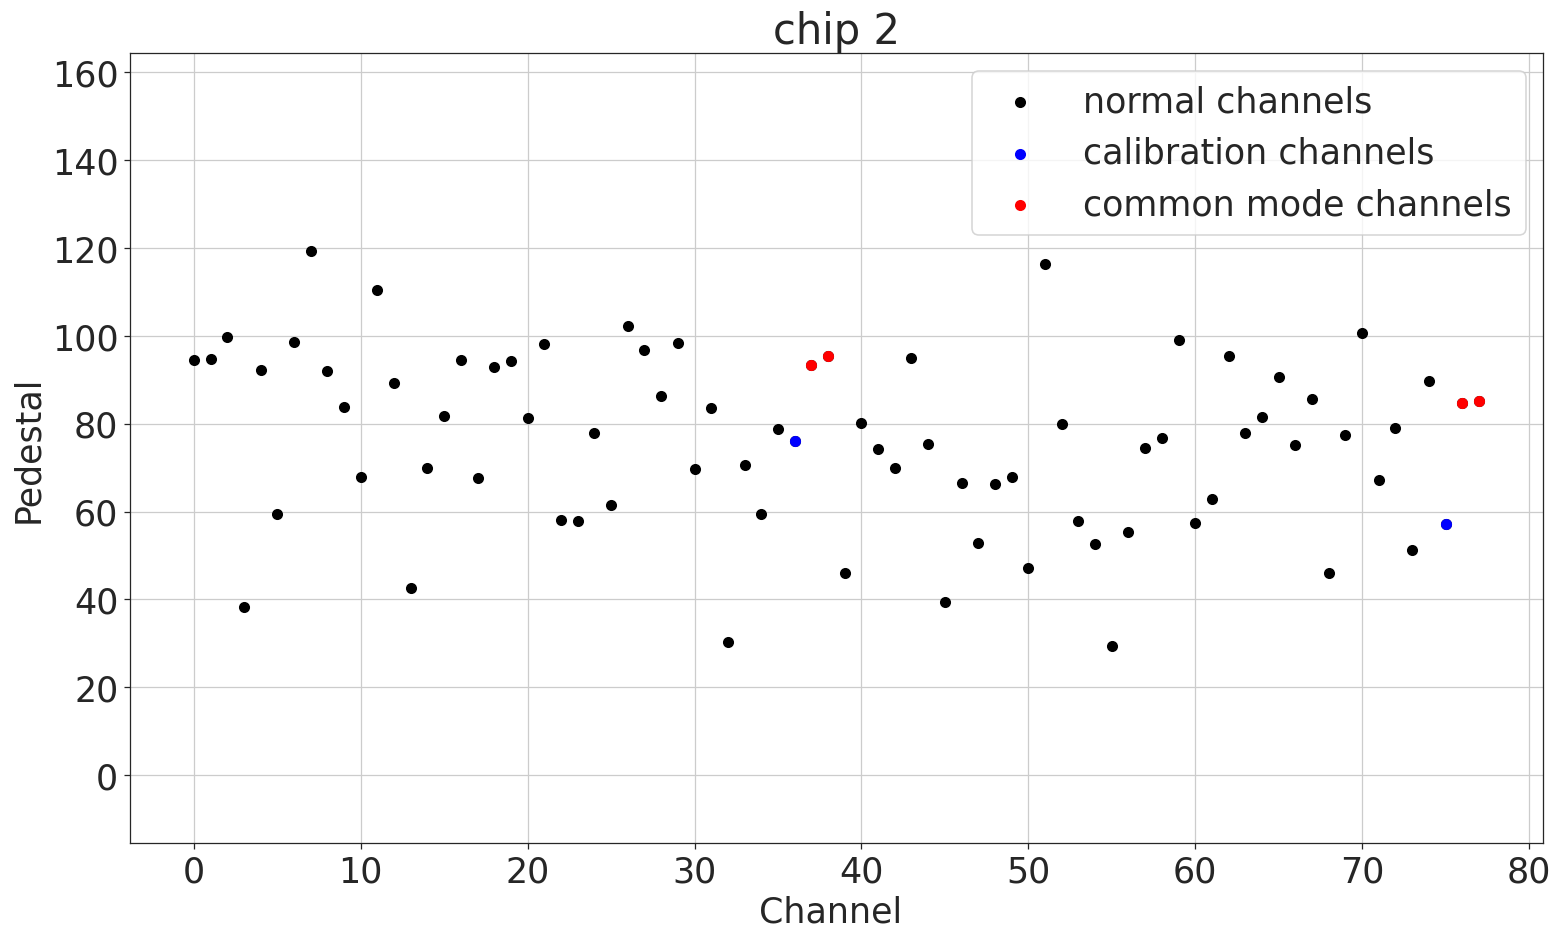 chip 2
160
140
120
100
80
60
40
20
0
Pedestal
normal channels
calibration channels
common mode channels
0 10 20 30 40 50 60 70 80
Channel